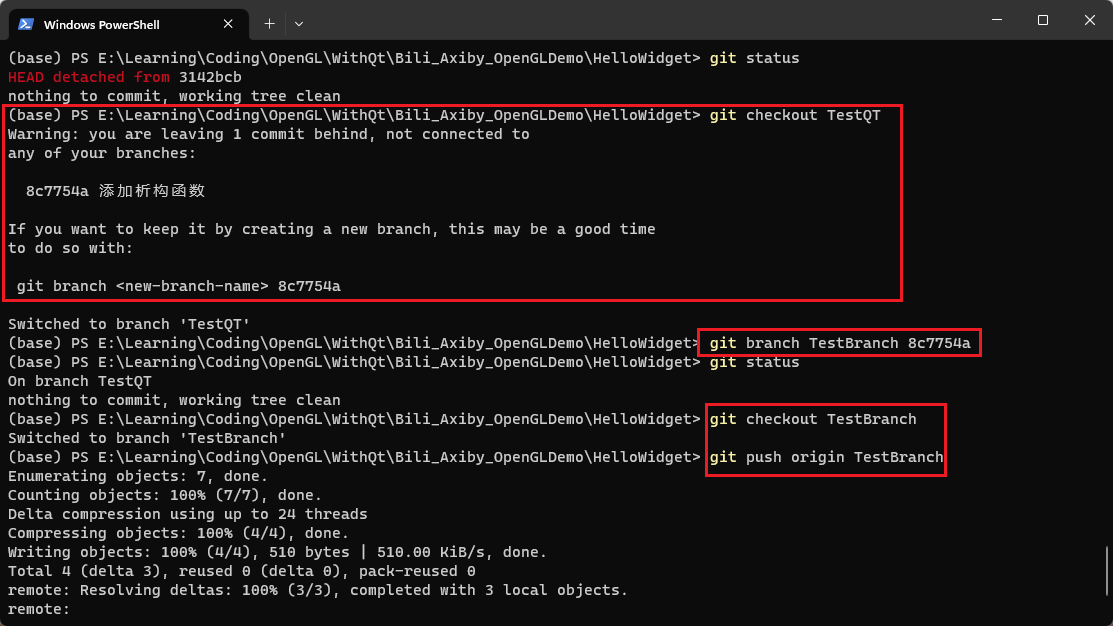 Windows PowerShell
(base) PS E:\Learning\Coding\OpenGL\WithQt\Bili_Axiby_OpenGLDemo\HelloWidget> git status
HEAD detached from 3142bcb
nothing to commit, working tree clean
(base) PS E:\Learning\Coding\OpenGL\WithQt\Bili_Axiby_OpenGLDemo\HelloWidget> git checkout TestQT
Warning: you are leaving 1 commit behind, not connected to
any of your branches:
8c7754a 添加析构函数
If you want to keep it by creating a new branch, this may be a good time
to do so with:
git branch <new-branch-name> 8c7754a
Switched to branch 'TestQT'
(base) PS E:\Learning\Coding\OpenGL\WithQt\Bili_Axiby_OpenGLDemo\HelloWidget> git branch TestBranch 8c7754a
(base) PS E:\Learning\Coding\OpenGL\WithQt\Bili_Axiby_OpenGLDemo\HelloWidget> git status
On branch TestQT
nothing to commit, working tree clean
(base) PS E:\Learning\Coding\OpenGL\WithQt\Bili_Axiby_OpenGLDemo\HelloWidget> git checkout TestBranch
Switched to branch 'TestBranch'
(base) PS E:\Learning\Coding\OpenGL\WithQt\Bili_Axiby_OpenGLDemo\HelloWidget> git push origin TestBranch
Enumerating objects: 7, done.
Counting objects: 100% (7/7), done.
Delta compression using up to 24 threads
Compressing objects: 100% (4/4), done.
Writing objects: 100% (4/4), 510 bytes | 510.00 KiB/s, done.
Total 4 (delta 3), reused 0 (delta 0), pack-reused 0
remote: Resolving deltas: 100% (3/3), completed with 3 local objects.
remote: